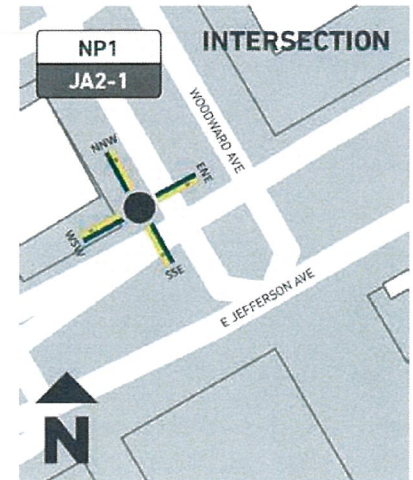 NP1
JA2-1
INTERSECTION
WOODWARD AVE
NNW
ENE
WSW
SSE
E JEFFERSON AVE
N